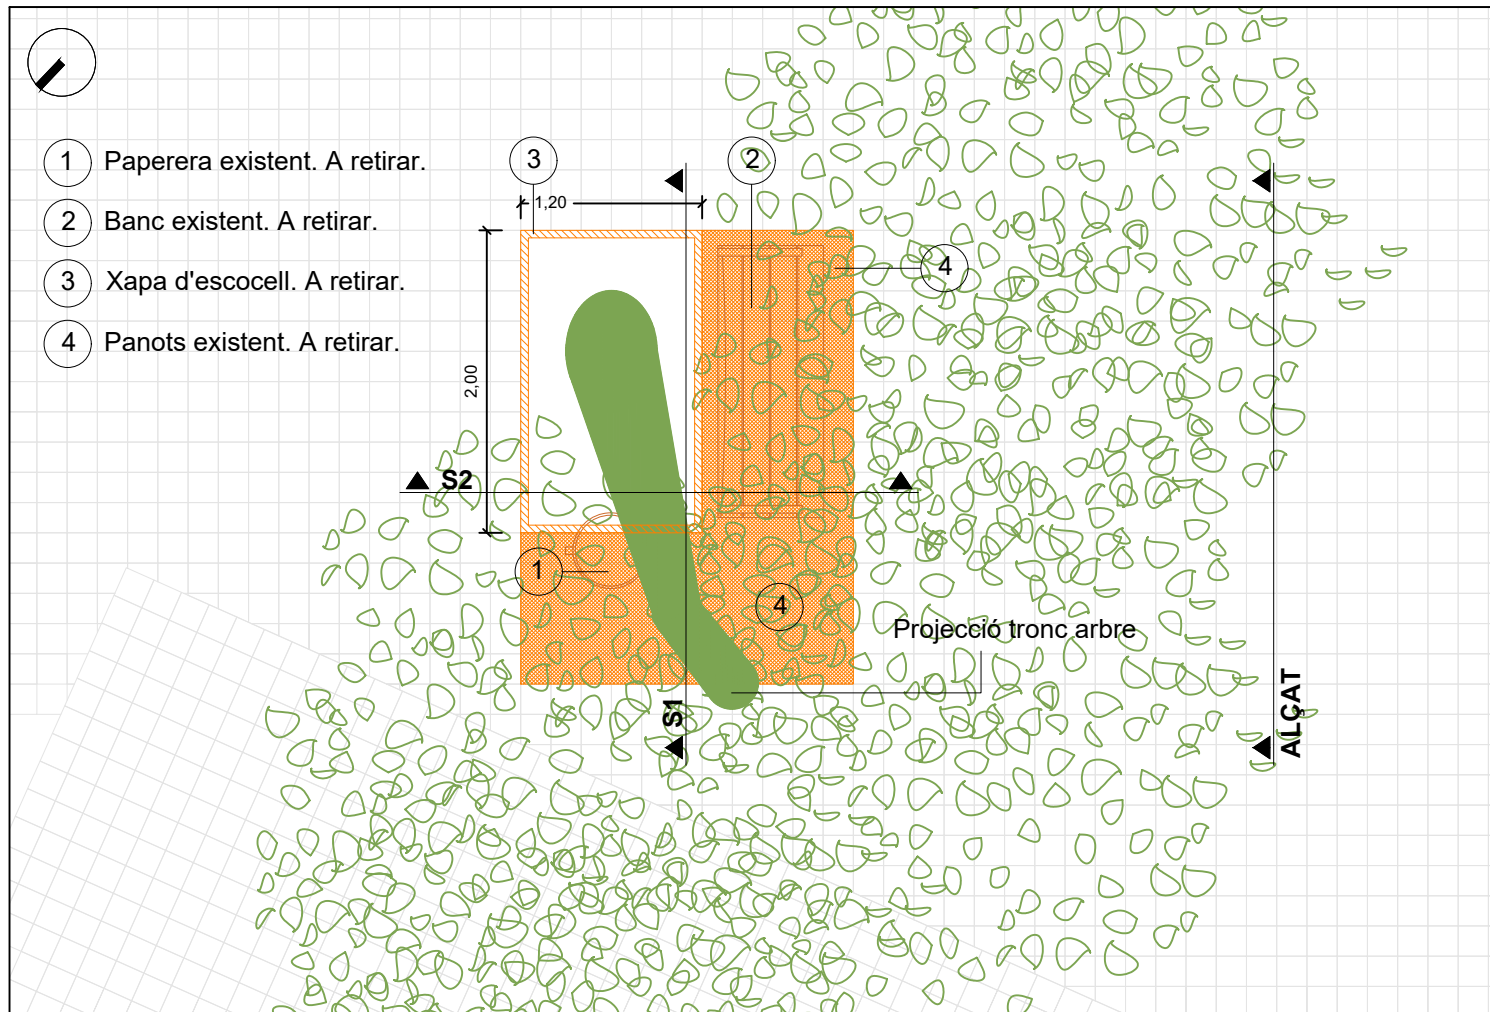 1 Paperera existent. A retirar.
2 Banc existent. A retirar.
3 Xapa d'escocell. A retirar.
4 Panots existent. A retirar.
3
2
1,20
4
2,00
S2
1
4
Projecció tronc arbre
S1
ALÇAT